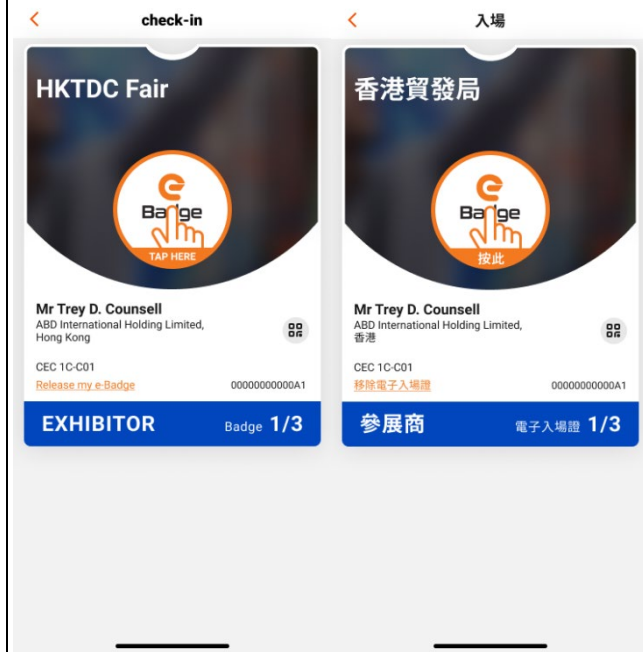 check-in
HKTDC Fair
Badge
TAP HERE
Mr Trey D. Counsell
ABD International Holding Limited,
Hong Kong
CEC 1C-C01
Release my e-Badge
00000000000A1
EXHIBITOR
Badge 1/3
入場
香港貿發局
Badge
按此
Mr Trey D. Counsell
ABD International Holding Limited,
香港
CEC 1C-C01
移除電子入場證
00000000000A1
參展商
電子入場證 1/3